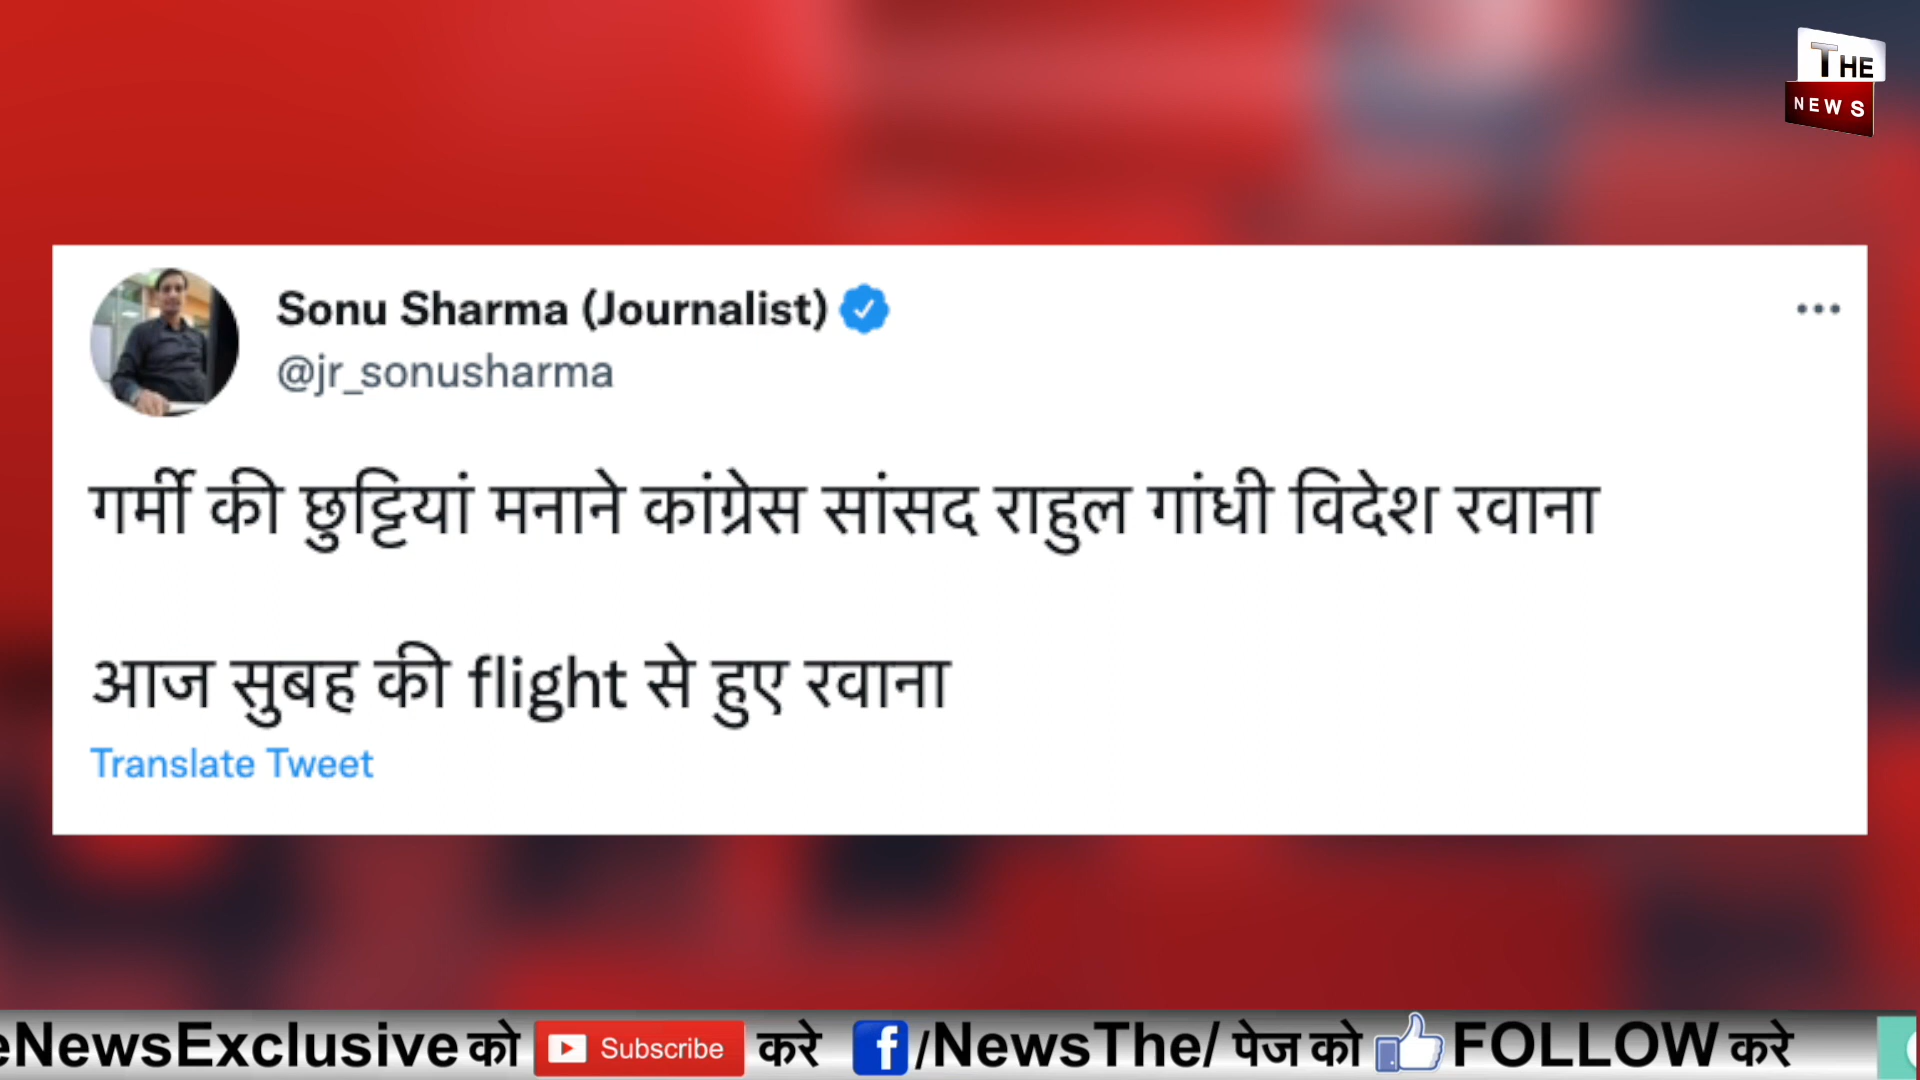 THE
NEWS
Sonu Sharma (Journalist)
@jr_sonusharma
गर्मी की छुट्टियां मनाने कांग्रेस सांसद राहुल गांधी विदेश रवाना
आज सुबह की flight से हुए रवाना
Translate Tweet
eNewsExclusive को Subscribe करे f/NewsThe/ पेज को FOLLOW करे